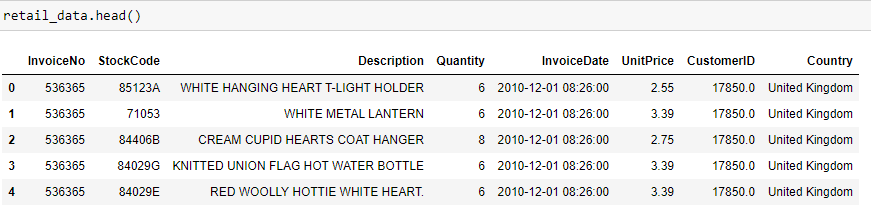 retail_data.head()
InvoiceNo StockCode Description Quantity InvoiceDate UnitPrice CustomerID Country
0 536365 85123A WHITE HANGING HEART T-LIGHT HOLDER 6 2010-12-01 08:26:00 2.55 17850.0 United Kingdom
1 536365 71053 WHITE METAL LANTERN 6 2010-12-01 08:26:00 3.39 17850.0 United Kingdom
2 536365 84406B CREAM CUPID HEARTS COAT HANGER 8 2010-12-01 08:26:00 2.75 17850.0 United Kingdom
3 536365 84029G KNITTED UNION FLAG HOT WATER BOTTLE 6 2010-12-01 08:26:00 3.39 17850.0 United Kingdom
4 536365 84029E RED WOOLLY HOTTIE WHITE HEART. 6 2010-12-01 08:26:00 3.39 17850.0 United Kingdom